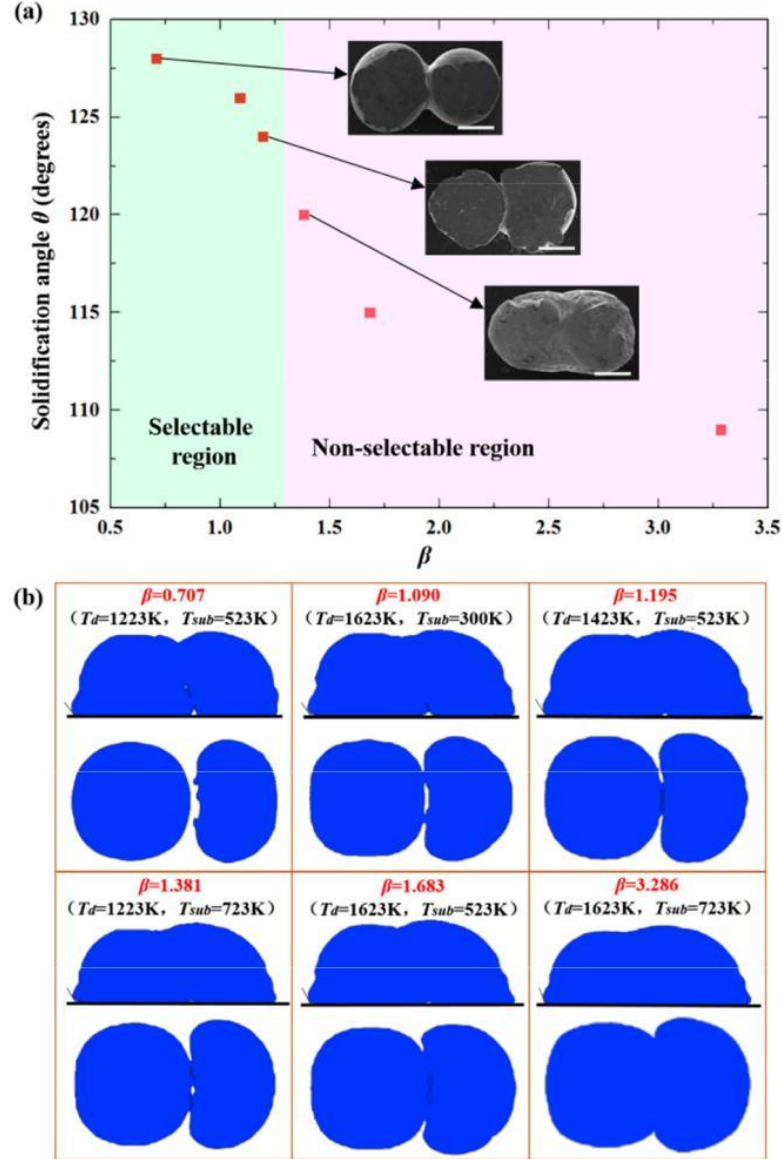 (a)
130
125
120
115
110
105
Solidification angle θ (degrees)
Selectable
region
Non-selectable region
0.5 1.0 1.5 2.0 2.5 3.0 3.5
β
(b)
β=0.707
（Td=1223K，Tsub=523K）
β=1.090
（Td=1623K，Tsub=300K）
β=1.195
（Td=1423K，Tsub=523K）
β=1.381
（Td=1223K，Tsub=723K）
β=1.683
（Td=1623K，Tsub=523K）
β=3.286
（Td=1623K，Tsub=723K）